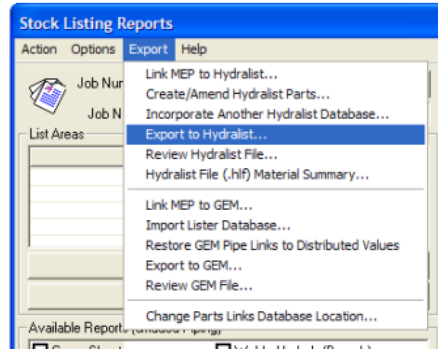 Stock Listing Reports
Action Options Export Help
Job Nur
Job N
List Areas
Link MEP to Hydralist...
Create/Amend Hydralist Parts...
Incorporate Another Hydralist Database...
Export to Hydralist...
Review Hydralist File...
Hydralist File (.hlf) Material Summary...
Link MEP to GEM...
Import Lister Database...
Restore GEM Pipe Links to Distributed Values
Export to GEM...
Review GEM File...
Change Parts Links Database Location...
Available Reports